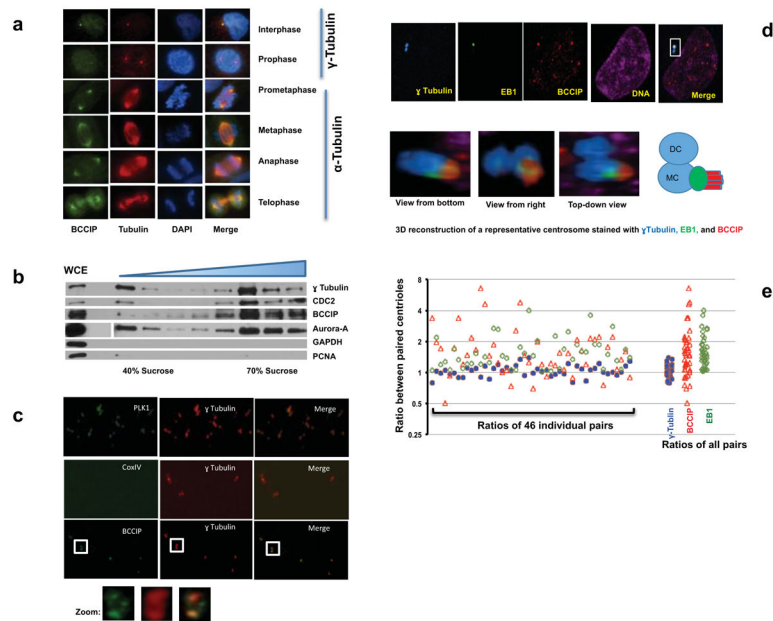 a
Interphase
Prophase
Prometaphase
Metaphase
Anaphase
Telophase
γ-Tubulin
α-Tubulin
BCCIP Tubulin DAPI Merge
b
WCE
ɣ Tubulin
CDC2
BCCIP
Aurora-A
GAPDH
PCNA
40% Sucrose 70% Sucrose
c
PLK1 ɣ Tubulin Merge
CoxIV ɣ Tubulin Merge
BCCIP ɣ Tubulin Merge
Zoom:
d
ɣ Tubulin EB1 BCCIP DNA Merge
DC
MC
View from bottom View from right Top-down view
3D reconstruction of a representative centrosome stained with ɣTubulin, EB1, and BCCIP
e
Ratio between paired centrioles
8
4
2
1
0.5
0.25
Ratios of 46 individual pairs
γ-Tubulin
BCCIP
EB1
Ratios of all pairs